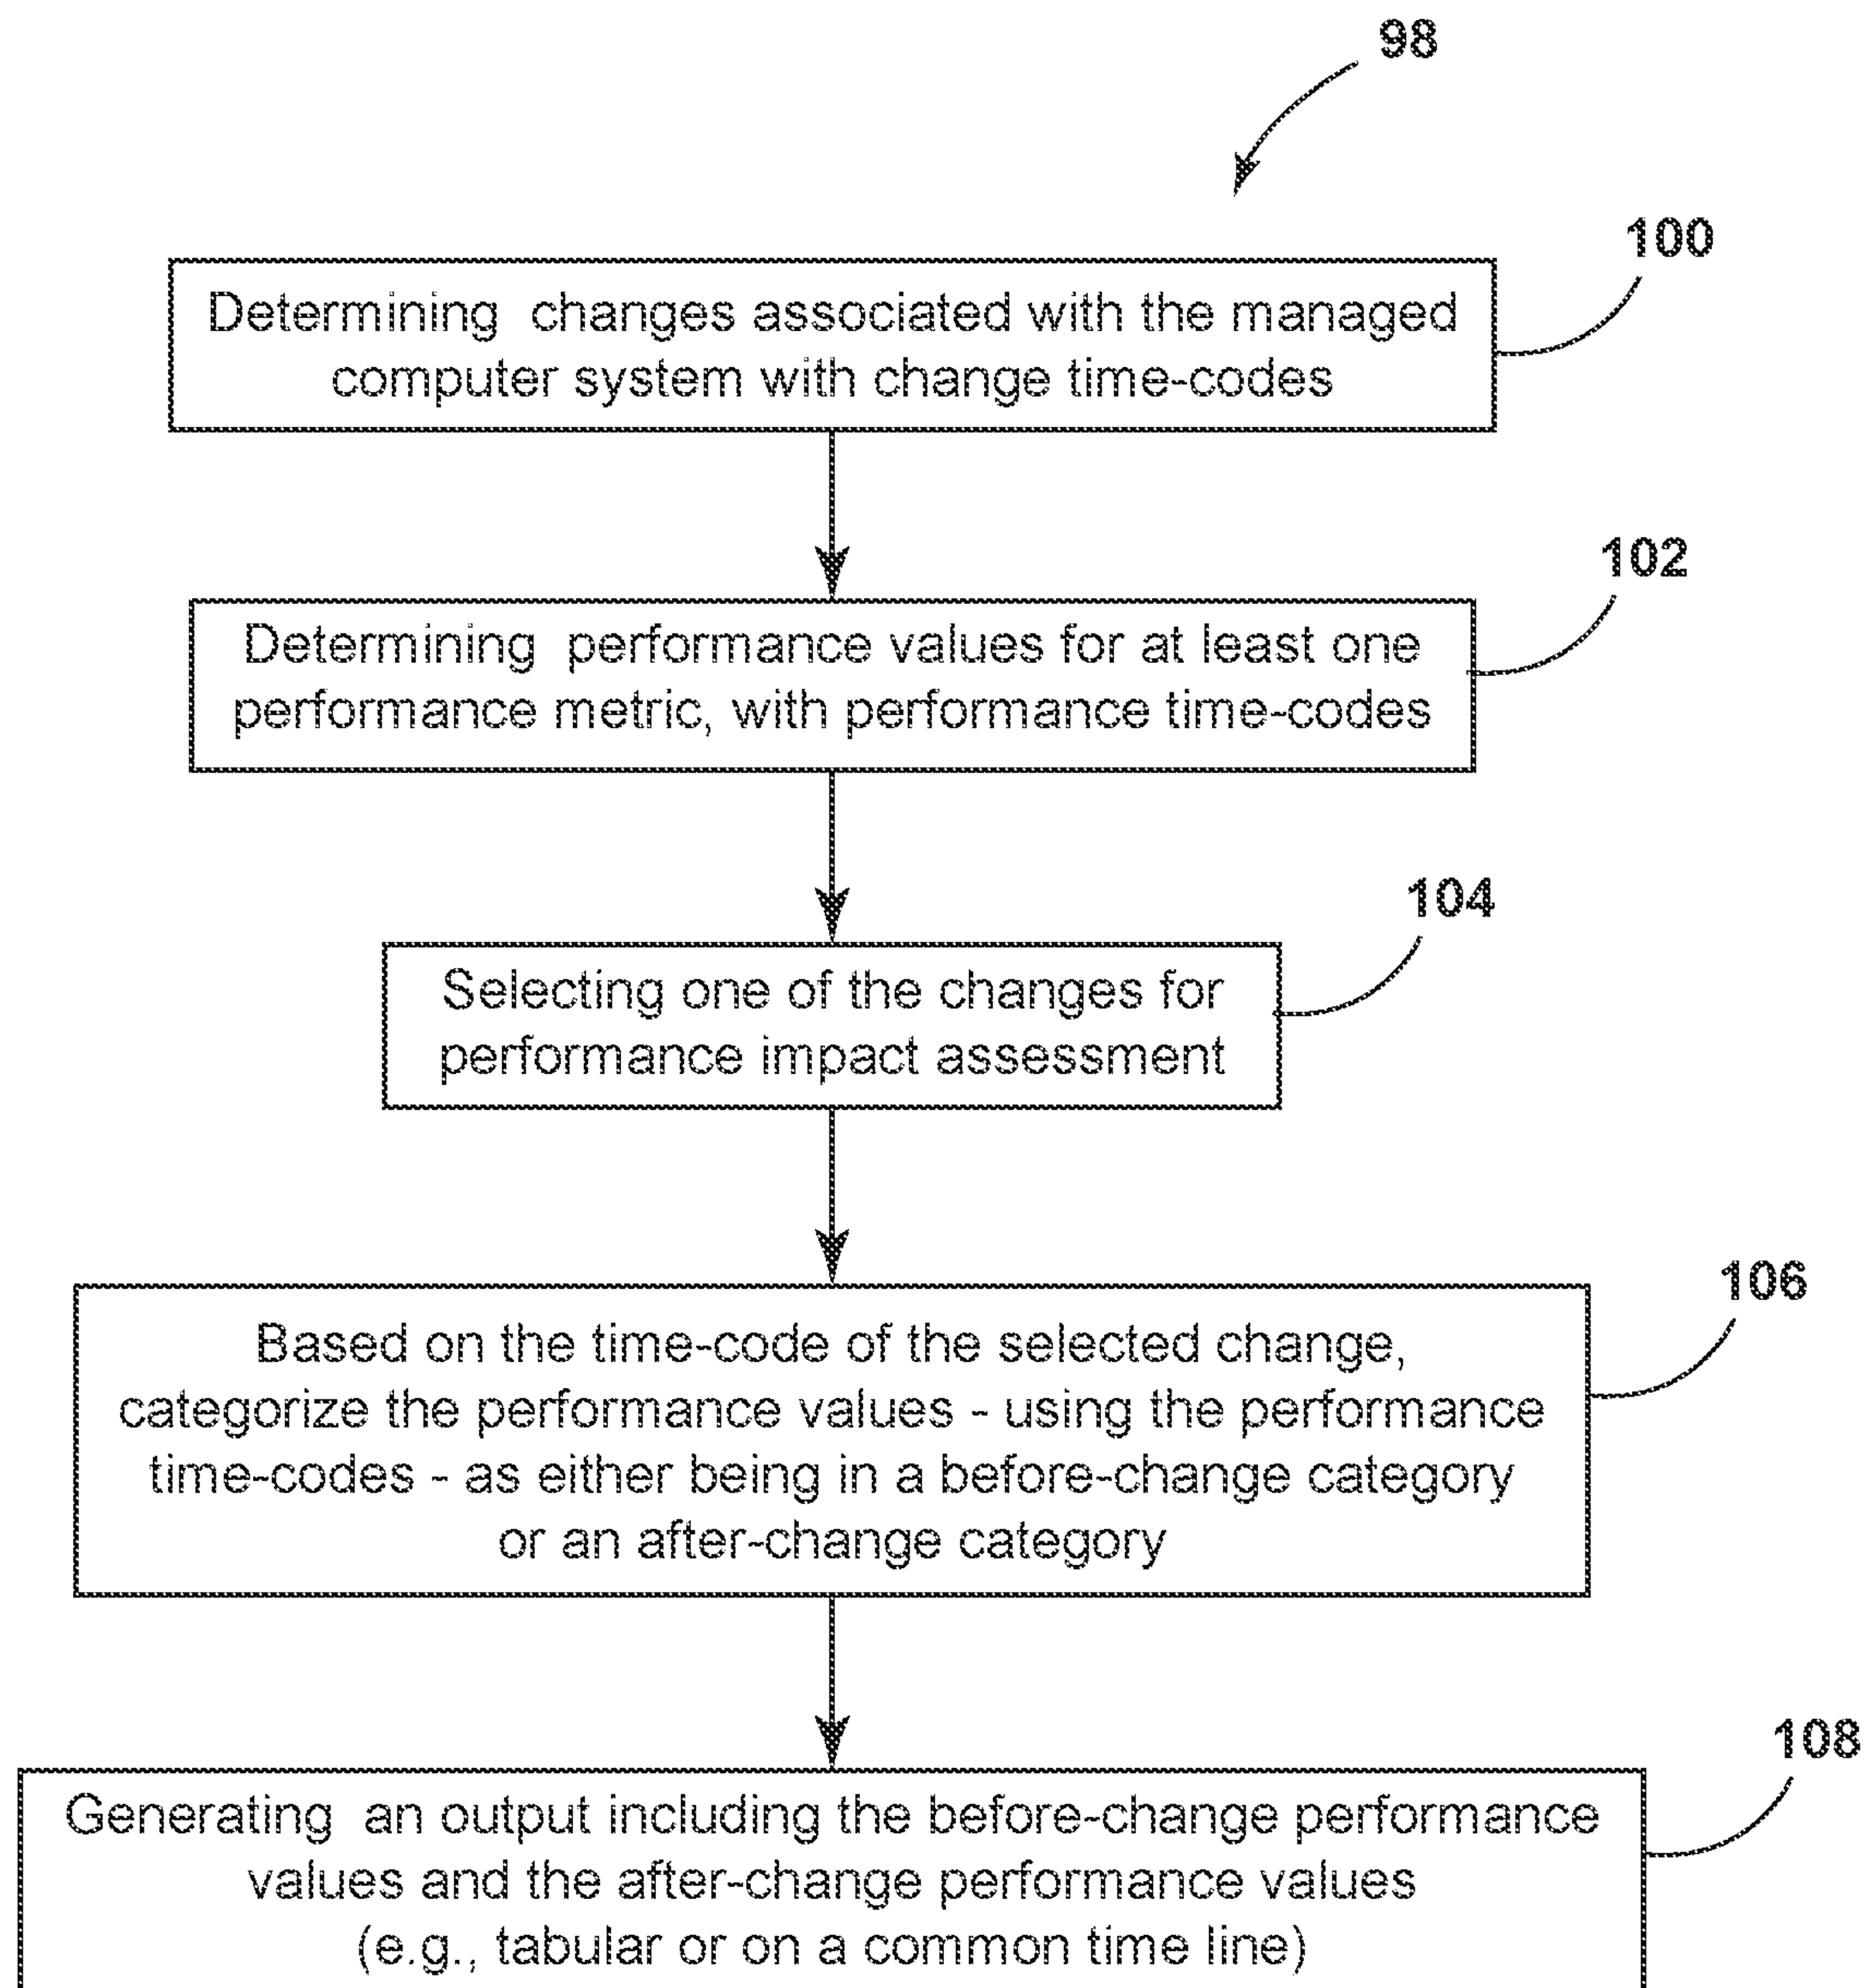 98
100
Determining changes associated with the managed
computer system with change time-codes
102
Determining performance values for at least one
performance metric, with performance time-codes
104
Selecting one of the changes for
performance impact assessment
106
Based on the time-code of the selected change,
categorize the performance values - using the performance
time-codes - as either being in a before-change category
or an after-change category
108
Generating an output including the before-change performance
values and the after-change performance values
(e.g., tabular or on a common time line)